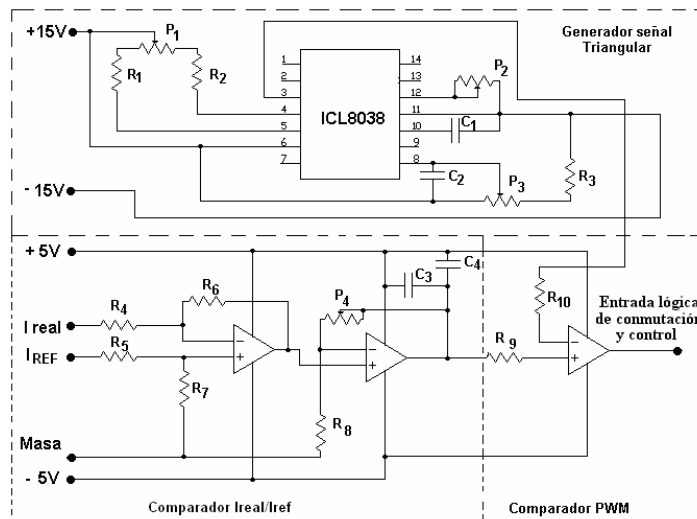 +15V
P1
Generador señal
Triangular
R1
R2
1
2
3
4
5
6
7
ICL8038
14
13
12
11
10
9
8
P2
C1
C2
P3
R3
- 15V
+ 5V
C3
C4
R4
R6
P4
R10
Entrada lógica
de conmutación
y control
I real
IREF
R5
R7
R8
R9
Masa
- 5V
Comparador Ireal/Iref
Comparador PWM